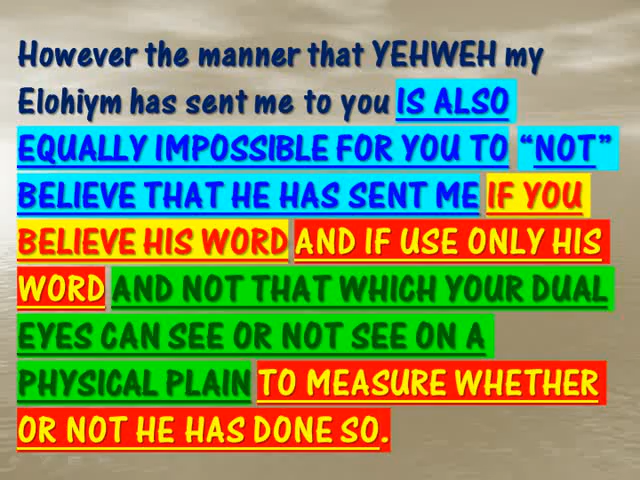 However the manner that YEHWEH my
Elohiym has sent me to you IS ALSO
EQUALLY IMPOSSIBLE FOR YOU TO “NOT”
BELIEVE THAT HE HAS SENT ME IF YOU
BELIEVE HIS WORD AND IF USE ONLY HIS
WORD AND NOT THAT WHICH YOUR DUAL
EYES CAN SEE OR NOT SEE ON A
PHYSICAL PLAIN TO MEASURE WHETHER
OR NOT HE HAS DONE SO.